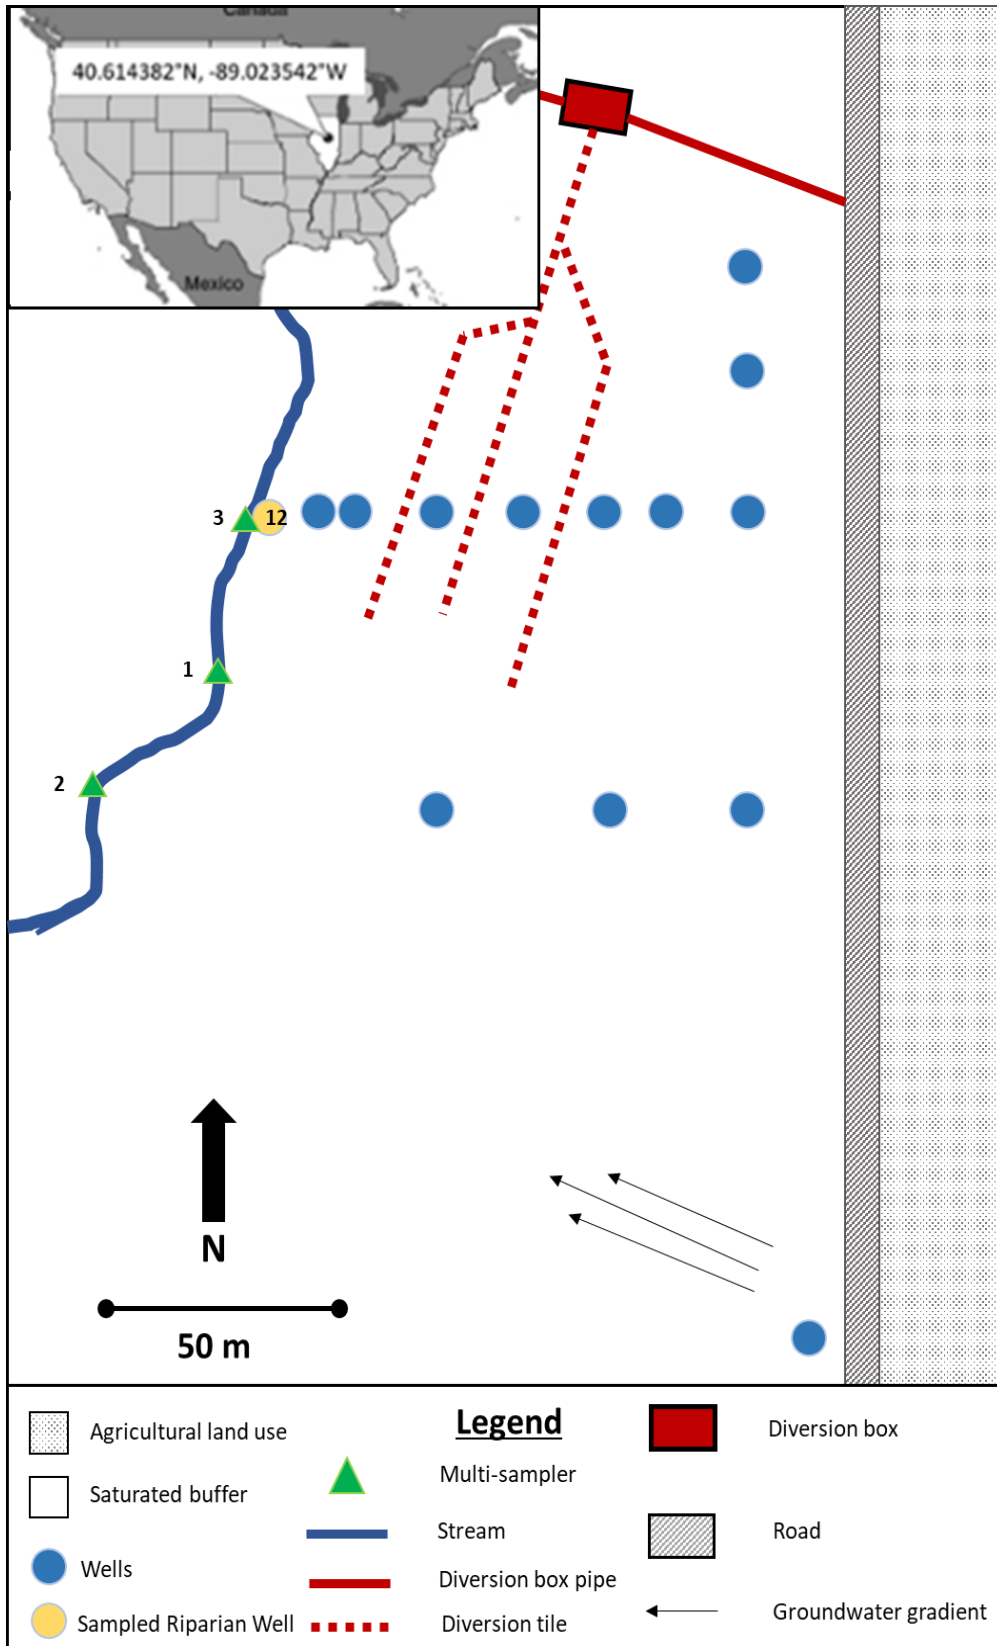 Canada
40.614382°N, -89.023542°W
Mexico
3
12
1
2
N
50 m
Legend
Agricultural land use
Saturated buffer
Wells
Sampled Riparian Well
Multi-sampler
Stream
Diversion box pipe
Diversion tile
Diversion box
Road
Groundwater gradient